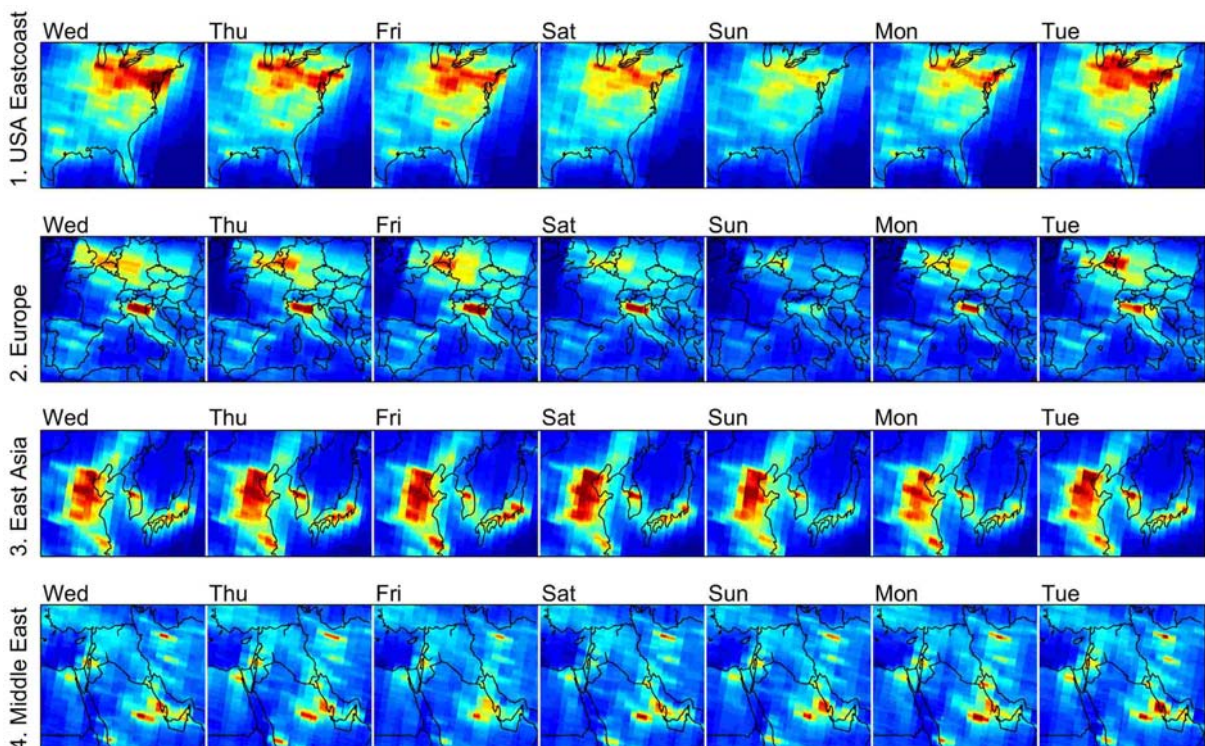 Wed Thu Fri Sat Sun Mon Tue
1. USA Eastcoast
Wed Thu Fri Sat Sun Mon Tue
2. Europe
Wed Thu Fri Sat Sun Mon Tue
3. East Asia
Wed Thu Fri Sat Sun Mon Tue
4. Middle East